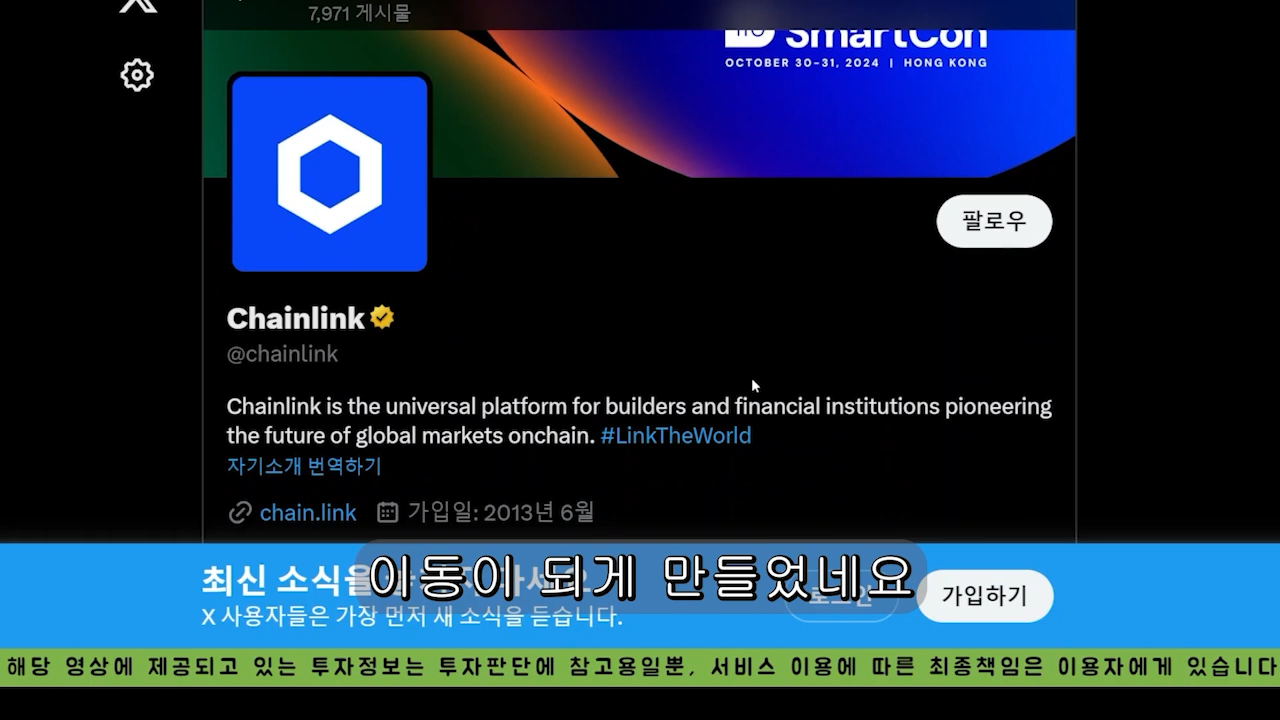 7,971 게시물
SmartCon
OCTOBER 30-31, 2024 | HONG KONG
팔로우
Chainlink
@chainlink
Chainlink is the universal platform for builders and financial institutions pioneering
the future of global markets onchain. #LinkTheWorld
자기소개 번역하기
chain.link 가입일: 2013년 6월
최신 소식을
이동이 되게 만들었네요
로그인 가입하기
X 사용자들은 가장 먼저 새 소식을 듣습니다.
해당 영상에 제공되고 있는 투자정보는 투자판단에 참고용일뿐, 서비스 이용에 따른 최종책임은 이용자에게 있습니다